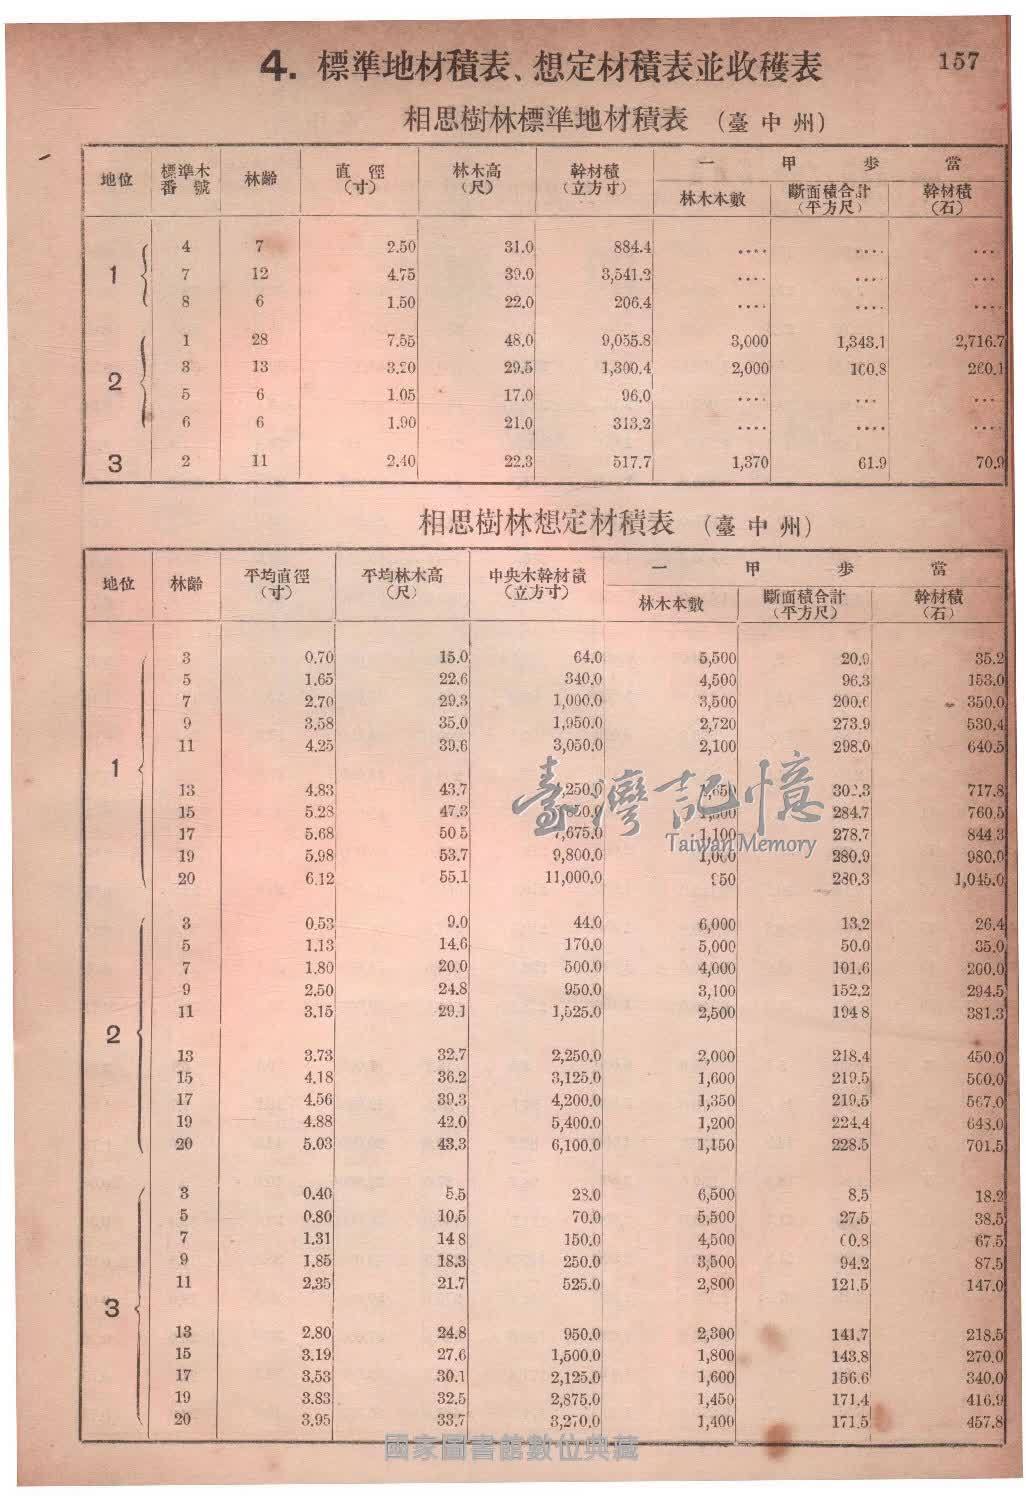 4. 標準地材積表、想定材積表並收穫表
157
相思樹林標準地材積表 (臺中州)
地位 標準木番號 林齡 直徑(寸) 林木高(尺) 幹材積(立方寸) 一甲步當
林木本數 斷面積合計(平方尺) 幹材積(石)
1
4 7 2.50 31.0 884.4 .... .... ...
7 12 4.75 39.0 3,541.2 .... .... ...
8 6 1.50 22.0 206.4 .... .... ....
2
1 28 7.55 48.0 9,055.8 3,000 1,343.1 2,716.7
3 13 3.20 29.5 1,300.4 2,000 160.8 260.1
5 6 1.05 17.0 96.0 .... ... ...
6 6 1.90 21.0 313.2 .... .... ....
3 2 11 2.40 22.3 517.7 1,370 61.9 70.9
相思樹林想定材積表 (臺中州)
地位 林齡 平均直徑(寸) 平均林木高(尺) 中央木幹材積(立方寸) 一甲步當
林木本數 斷面積合計(平方尺) 幹材積(石)
1
3 0.70 15.0 64.0 5,500 20.9 35.2
5 1.65 22.6 340.0 4,500 96.3 153.0
7 2.70 29.3 1,000.0 3,500 200.6 350.0
9 3.58 35.0 1,950.0 2,720 273.9 530.4
11 4.25 39.6 3,050.0 2,100 298.0 640.5
13 4.83 43.7 717.8
15 5.28 47.3 284.7 760.5
17 5.68 50.5 7,675.0 1,100 278.7 844.3
19 5.98 53.7 9,800.0 1,000 280.9 980.0
20 6.12 55.1 11,000.0 950 280.3 1,045.0
2
3 0.53 9.0 44.0 6,000 13.2 26.4
5 1.13 14.6 170.0 5,000 50.0 35.0
7 1.80 20.0 500.0 4,000 101.6 200.0
9 2.50 24.8 950.0 3,100 152.2 294.5
11 3.15 29.1 1,525.0 2,500 194.8 381.3
13 3.73 32.7 2,250.0 2,000 218.4 450.0
15 4.18 36.2 3,125.0 1,600 219.5 500.0
17 4.56 39.3 4,200.0 1,350 219.5 567.0
19 4.88 42.0 5,400.0 1,200 224.4 648.0
20 5.03 43.3 6,100.0 1,150 228.5 701.5
3
3 0.40 5.5 28.0 6,500 8.5 18.2
5 0.80 10.5 70.0 5,500 27.5 38.5
7 1.31 14.8 150.0 4,500 60.8 67.5
9 1.85 18.3 250.0 3,500 94.2 87.5
11 2.35 21.7 525.0 2,800 121.5 147.0
13 2.80 24.8 950.0 2,300 141.7 218.5
15 3.19 27.6 1,500.0 1,800 143.8 270.0
17 3.53 30.1 2,125.0 1,600 156.6 340.0
19 3.83 32.5 2,875.0 1,450 171.4 416.9
20 3.95 33.7 3,270.0 1,400 171.5 457.8
臺灣記憶
Taiwan Memory
國家圖書館數位典藏